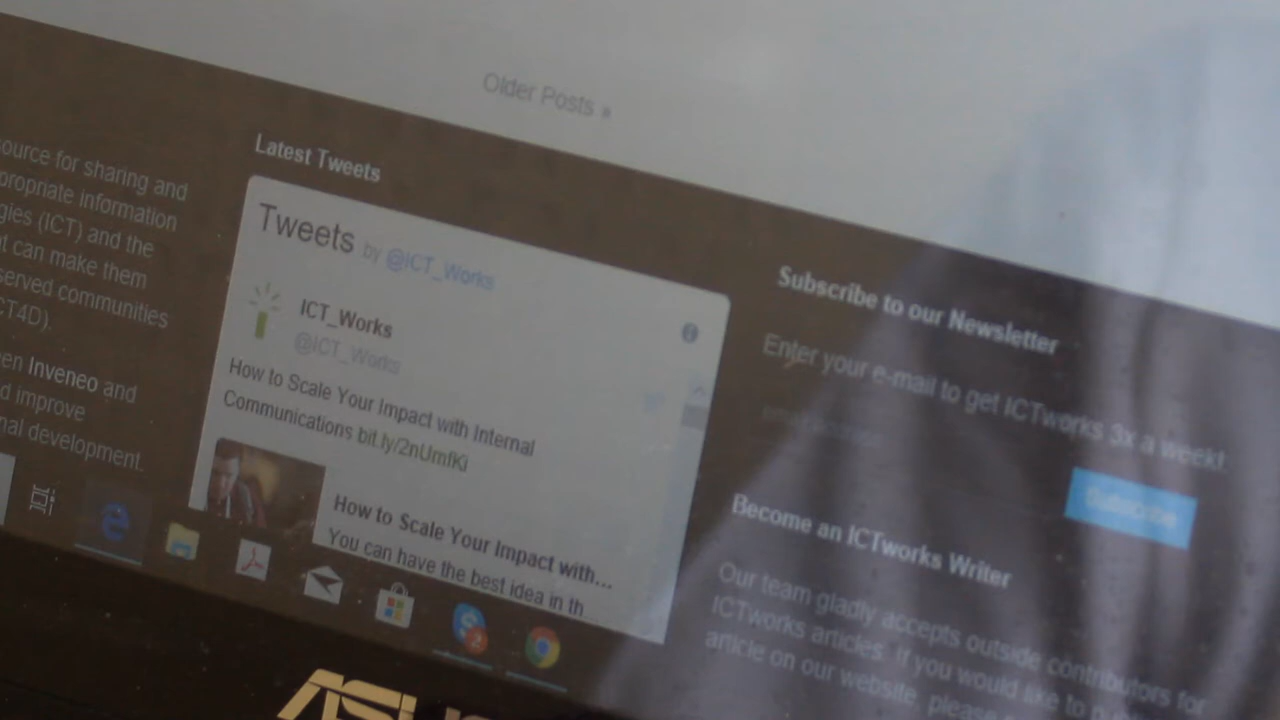 Older Posts »
ource for sharing and
propriate information
gies (ICT) and the
t can make them
served communities
CT4D).
en Inveneo and
d improve
nal development.
Latest Tweets
Tweets by @ICT_Works
ICT_Works
@ICT_Works
How to Scale Your Impact with Internal
Communications bit.ly/2nUmfKi
How to Scale Your Impact with...
You can have the best idea in th
Subscribe to our Newsletter
Enter your e-mail to get ICTworks 3x a week!
Subscribe
Become an ICTworks Writer
Our team gladly accepts outside contributors for
ICTworks articles. If you would like to
article on our website, please
2
ASUS